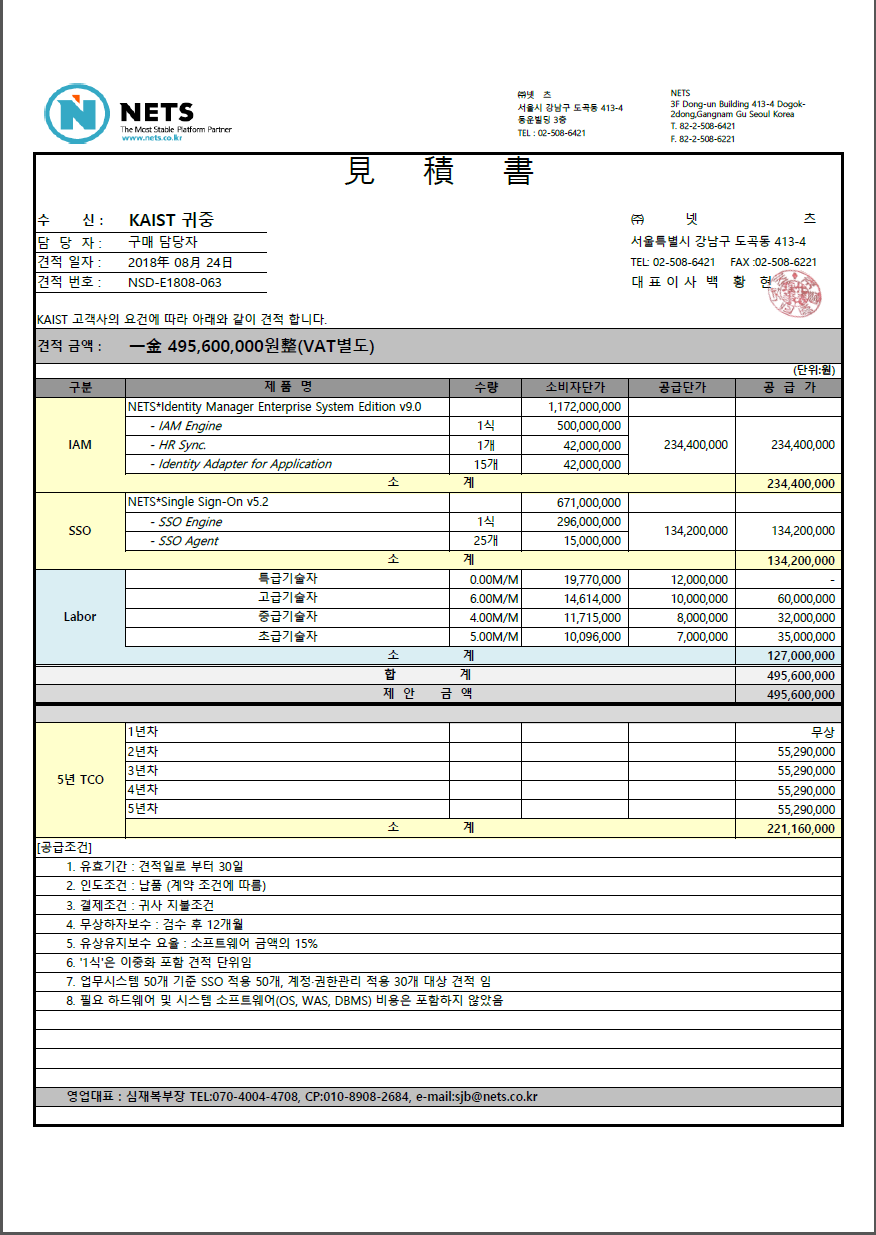 NETS
The Most Stable Platform Partner
www.nets.co.kr
㈜넷 츠
서울시 강남구 도곡동 413-4
동운빌딩 3층
TEL : 02-508-6421
NETS
3F Dong-un Building 413-4 Dogok-
2dong,Gangnam Gu Seoul Korea
T. 82-2-508-6421
F. 82-2-508-6221
見 積 書
수 신 : KAIST 귀중
담 당 자 : 구매 담당자
견적 일자 : 2018年 08月 24日
견적 번호 : NSD-E1808-063
㈜ 넷 츠
서울특별시 강남구 도곡동 413-4
TEL: 02-508-6421 FAX :02-508-6221
대 표 이 사 백 황 현
KAIST 고객사의 요건에 따라 아래와 같이 견적 합니다.
견적 금액 : 一金 495,600,000원整(VAT별도)
(단위:원)
구분 제 품 명 수량 소비자단가 공급단가 공 급 가
IAM
NETS*Identity Manager Enterprise System Edition v9.0 1,172,000,000
- IAM Engine 1식 500,000,000
- HR Sync. 1개 42,000,000 234,400,000 234,400,000
- Identity Adapter for Application 15개 42,000,000
소 계 234,400,000
SSO
NETS*Single Sign-On v5.2 671,000,000
- SSO Engine 1식 296,000,000 134,200,000 134,200,000
- SSO Agent 25개 15,000,000
소 계 134,200,000
Labor
특급기술자 0.00M/M 19,770,000 12,000,000 -
고급기술자 6.00M/M 14,614,000 10,000,000 60,000,000
중급기술자 4.00M/M 11,715,000 8,000,000 32,000,000
초급기술자 5.00M/M 10,096,000 7,000,000 35,000,000
소 계 127,000,000
합 계 495,600,000
제 안 금 액 495,600,000
5년 TCO
1년차 무상
2년차 55,290,000
3년차 55,290,000
4년차 55,290,000
5년차 55,290,000
소 계 221,160,000
[공급조건]
1. 유효기간 : 견적일로 부터 30일
2. 인도조건 : 납품 (계약 조건에 따름)
3. 결제조건 : 귀사 지불조건
4. 무상하자보수 : 검수 후 12개월
5. 유상유지보수 요율 : 소프트웨어 금액의 15%
6. '1식'은 이중화 포함 견적 단위임
7. 업무시스템 50개 기준 SSO 적용 50개, 계정·권한관리 적용 30개 대상 견적 임
8. 필요 하드웨어 및 시스템 소프트웨어(OS, WAS, DBMS) 비용은 포함하지 않았음
영업대표 : 심재복부장 TEL:070-4004-4708, CP:010-8908-2684, e-mail:sjb@nets.co.kr